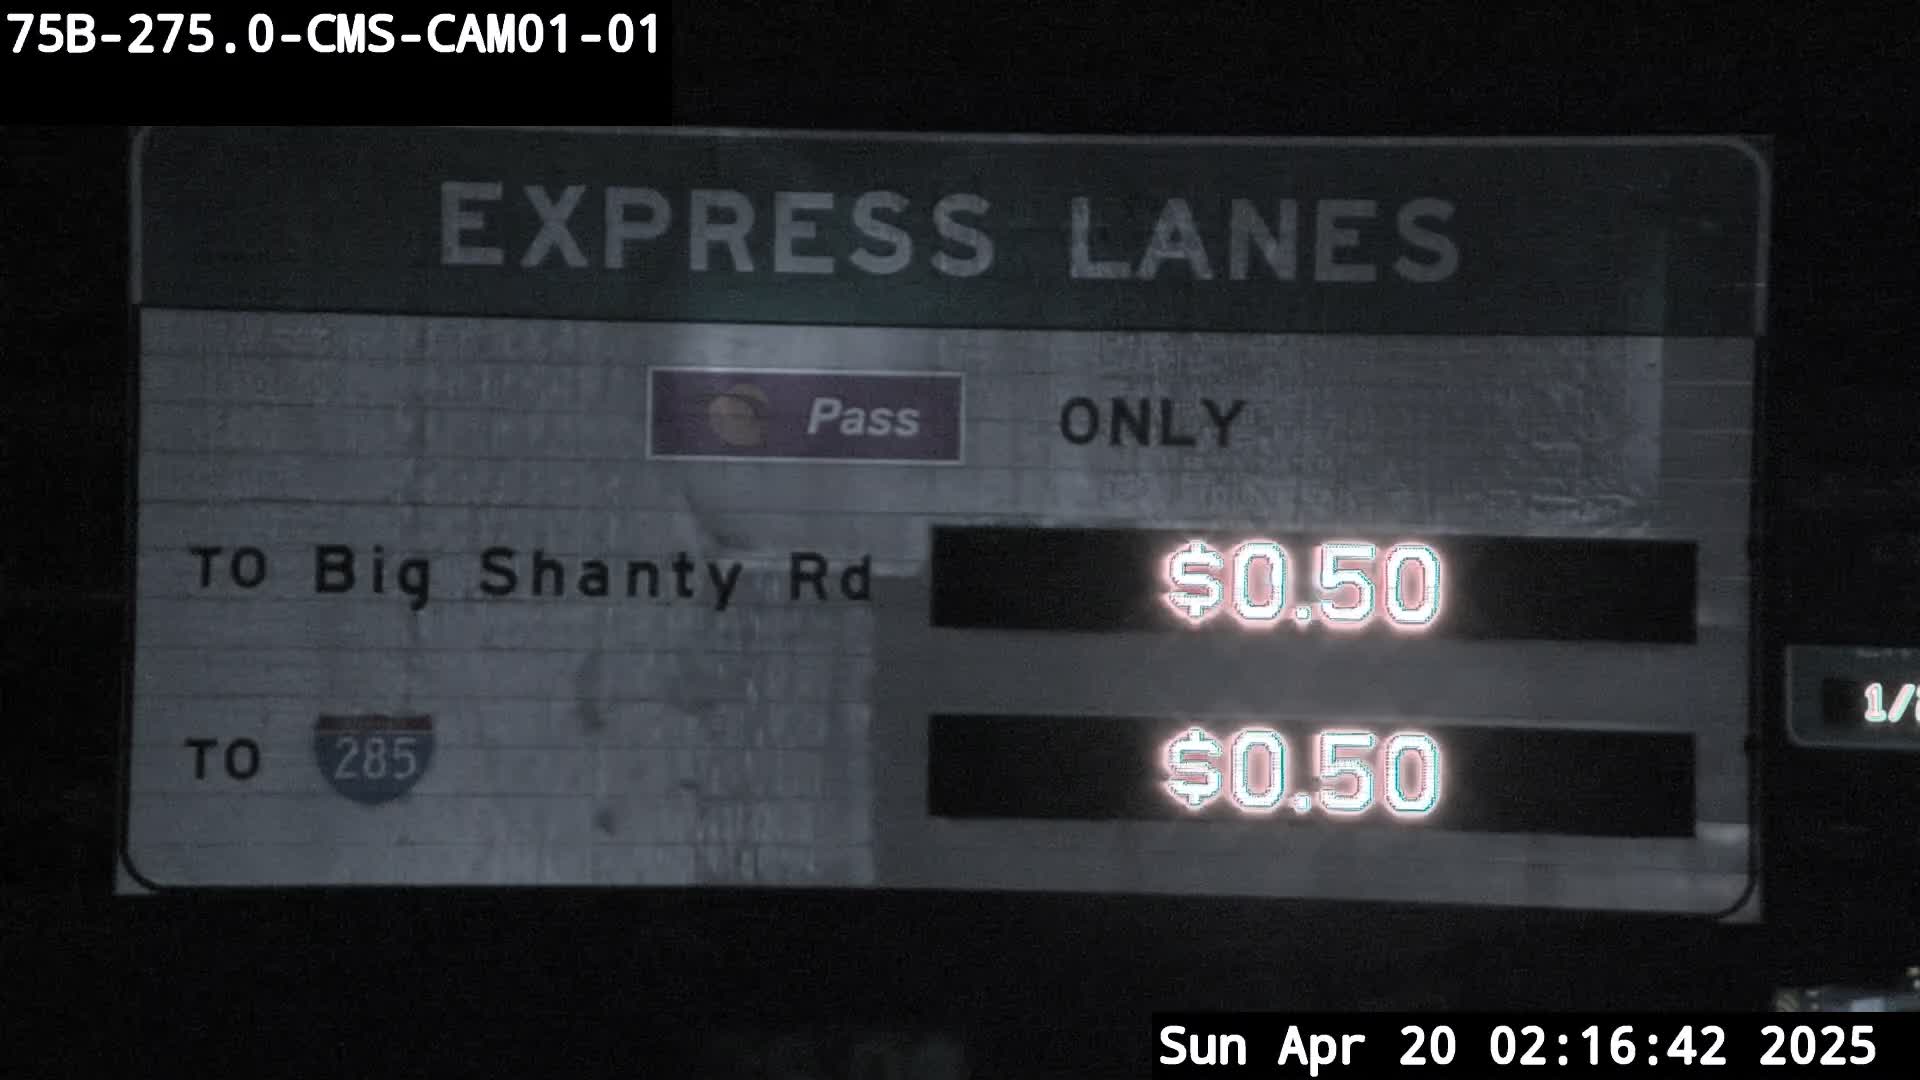 75B-275.0-CMS-CAM01-01
EXPRESS LANES
Pass ONLY
TO Big Shanty Rd $0.50
TO 285 $0.50
Sun Apr 20 02:16:42 2025